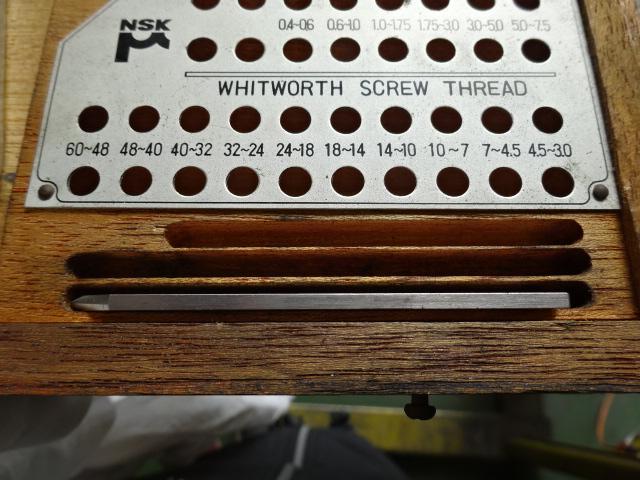 NSK
μ
0.4~0.6 0.6~1.0 1.0~1.75 1.75~3.0 3.0~5.0 5.0~7.5
WHITWORTH SCREW THREAD
60~48 48~40 40~32 32~24 24~18 18~14 14~10 10~7 7~4.5 4.5~3.0